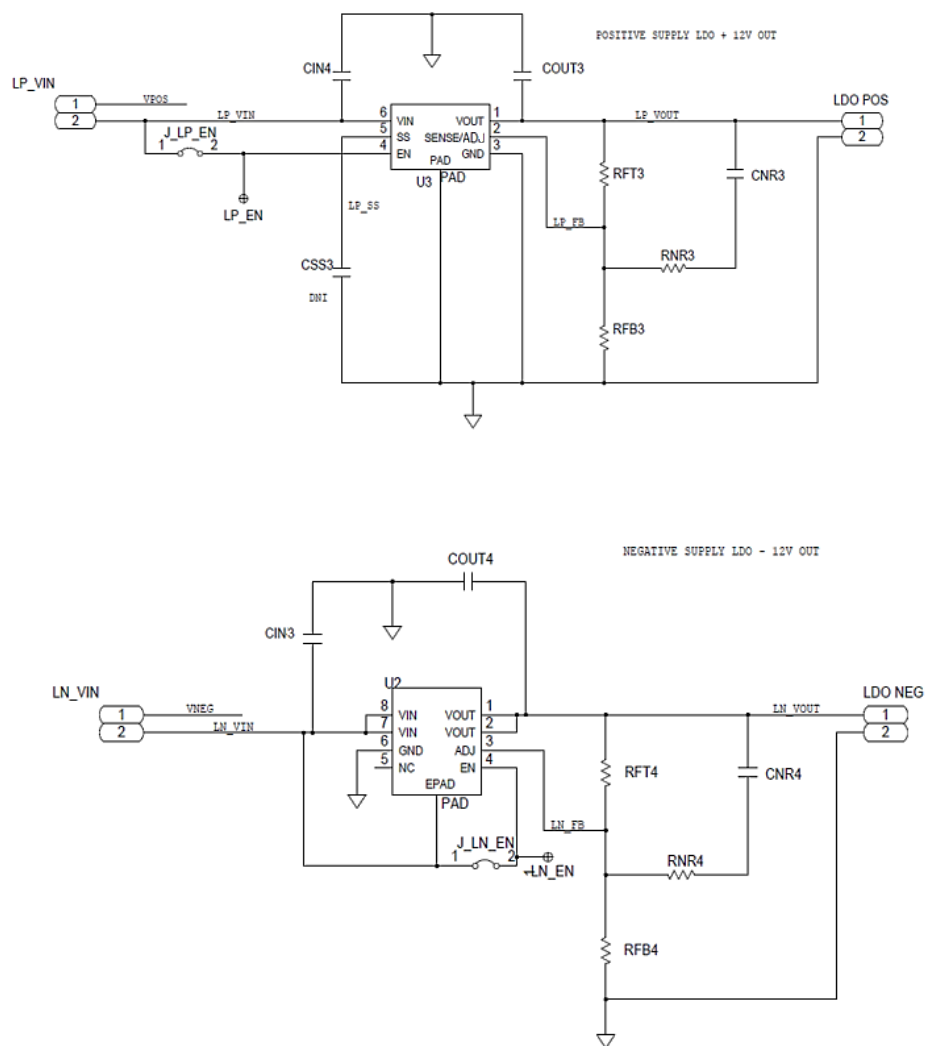 POSITIVE SUPPLY LDO + 12V OUT
CIN4
COUT3
LP_VIN
1
VPOS
2
LP_VIN
6
VIN
VOUT
1
LP_VOUT
LDO POS
1
2
5
SS
SENSE/ADJ
2
4
EN
GND
3
PAD
U3
PAD
J_LP_EN
1
2
LP_EN
LP_SS
LP_FB
RFT3
CNR3
RNR3
CSS3
DNI
RFB3
NEGATIVE SUPPLY LDO - 12V OUT
COUT4
CIN3
U2
LN_VIN
1
VNEG
2
LN_VIN
8
VIN
VOUT
1
LN_VOUT
LDO NEG
1
2
7
VIN
VOUT
2
6
GND
ADJ
3
5
NC
EN
4
EPAD
PAD
RFT4
CNR4
LN_FB
J_LN_EN
1
2
1
LN_EN
RNR4
RFB4